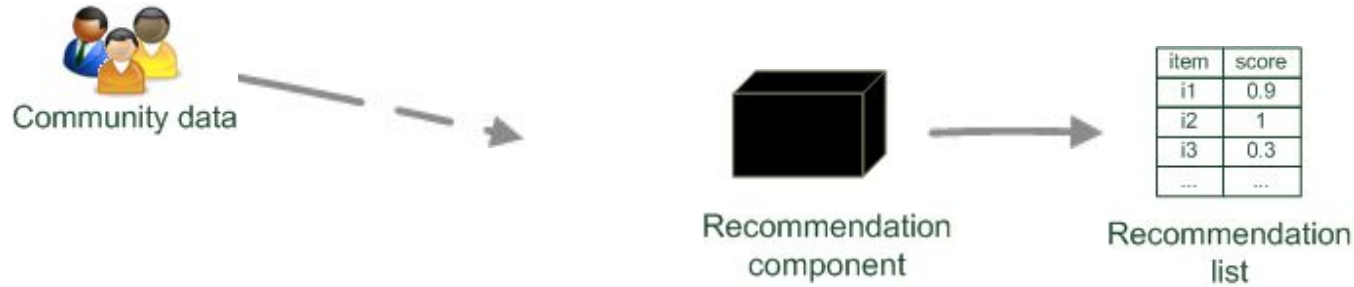 Community data
item score
i1 0.9
i2 1
i3 0.3
... ...
Recommendation
component
Recommendation
list